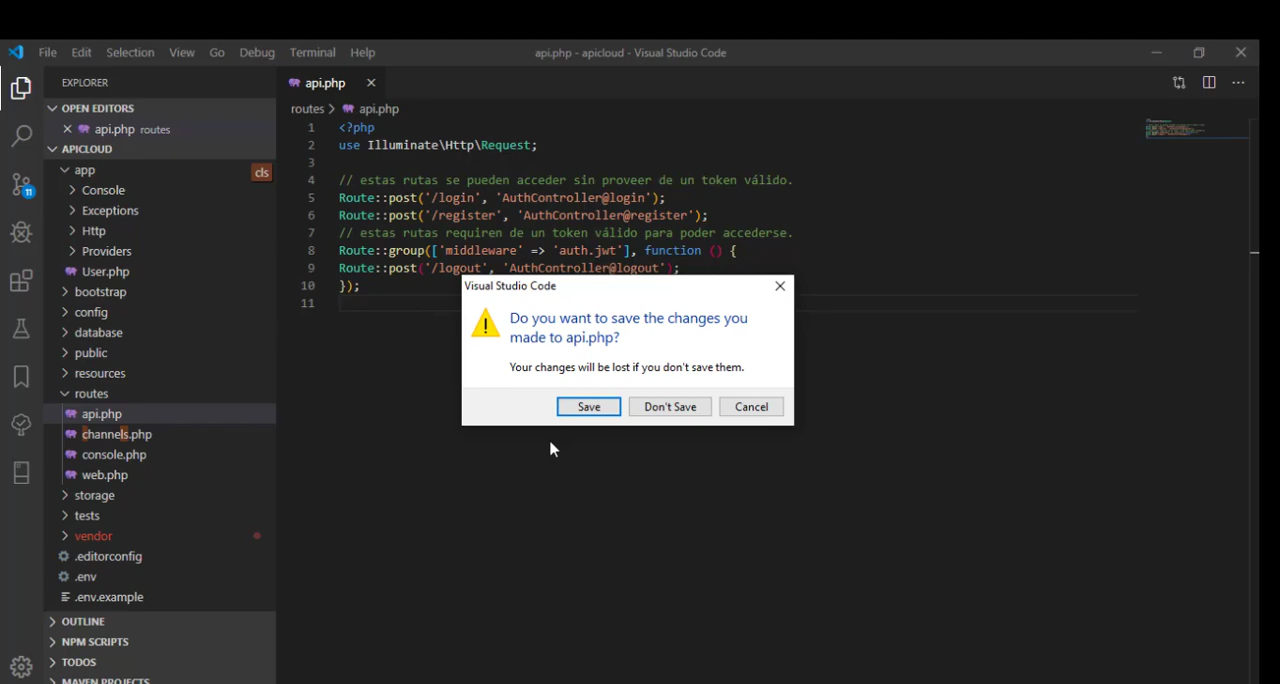 File Edit Selection View Go Debug Terminal Help
api.php - apicloud - Visual Studio Code
EXPLORER
OPEN EDITORS
api.php routes
APICLOUD
app
cls
Console
Exceptions
Http
Providers
User.php
bootstrap
config
database
public
resources
routes
api.php
channels.php
console.php
web.php
storage
tests
vendor
.editorconfig
.env
.env.example
OUTLINE
NPM SCRIPTS
TODOS
MAVEN PROJECTS
11
api.php
routes > api.php
1 <?php
2 use Illuminate\Http\Request;
3
4 // estas rutas se pueden acceder sin proveer de un token válido.
5 Route::post('/login', 'AuthController@login');
6 Route::post('/register', 'AuthController@register');
7 // estas rutas requiren de un token válido para poder accederse.
8 Route::group(['middleware' => 'auth.jwt'], function () {
9 Route::post('/logout', 'AuthController@logout');
10 });
11
Visual Studio Code
Do you want to save the changes you
made to api.php?
Your changes will be lost if you don't save them.
Save Don't Save Cancel